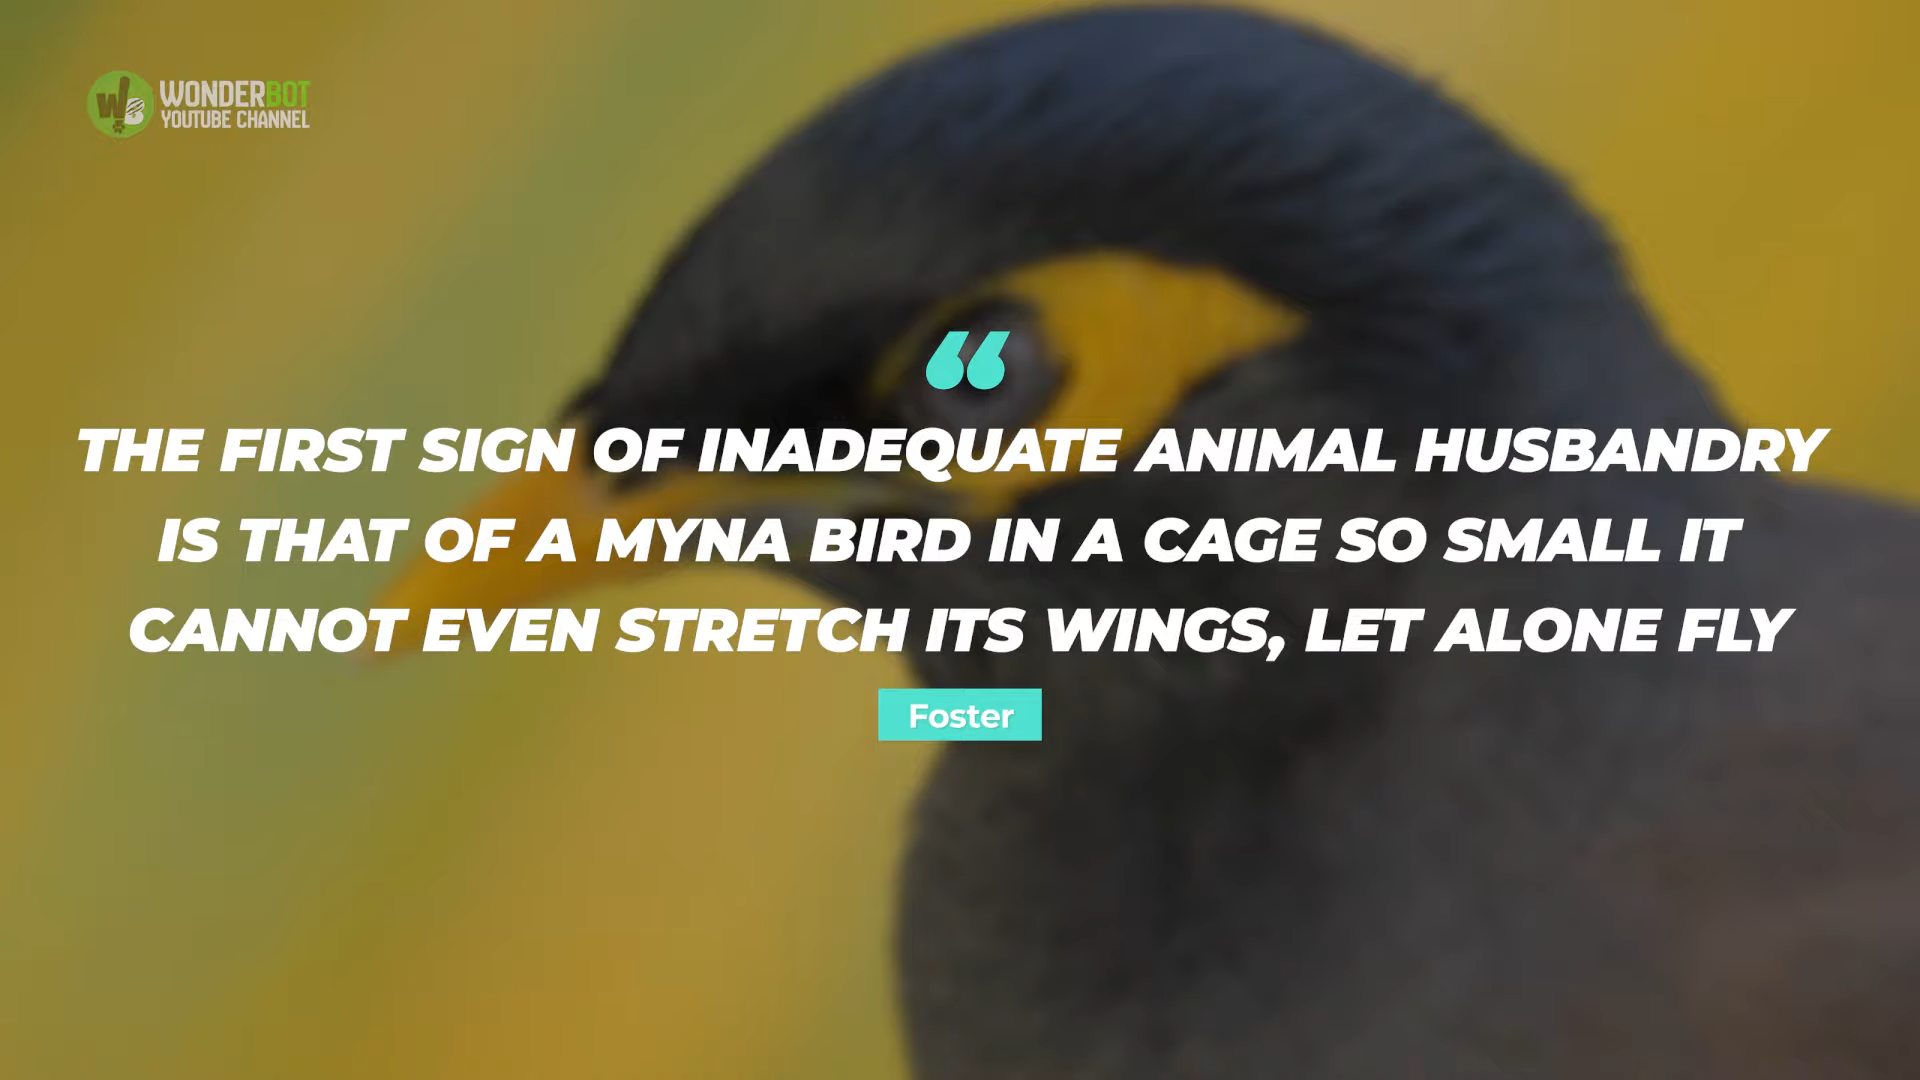 WONDERBOT
YOUTUBE CHANNEL
“
THE FIRST SIGN OF INADEQUATE ANIMAL HUSBANDRY
IS THAT OF A MYNA BIRD IN A CAGE SO SMALL IT
CANNOT EVEN STRETCH ITS WINGS, LET ALONE FLY
Foster